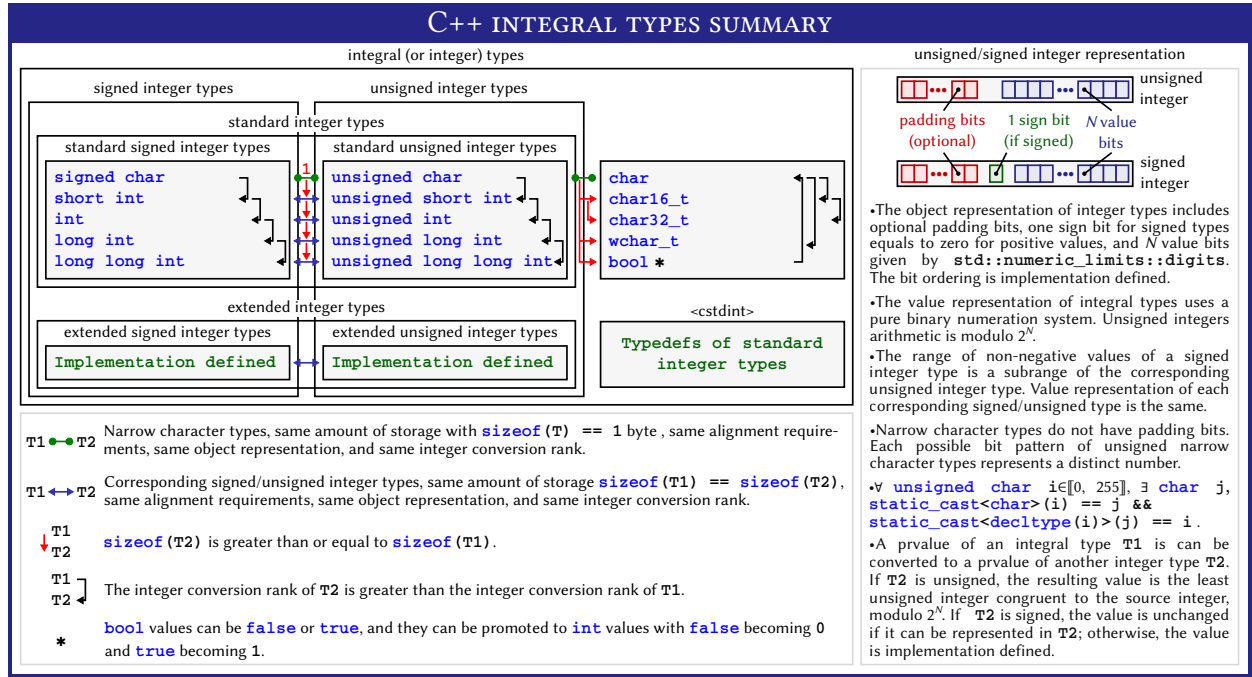 C++ INTEGRAL TYPES SUMMARY
integral (or integer) types
signed integer types
unsigned integer types
standard integer types
standard signed integer types
standard unsigned integer types
signed char
short int
int
long int
long long int
1
unsigned char
unsigned short int
unsigned int
unsigned long int
unsigned long long int
char
char16_t
char32_t
wchar_t
bool *
extended integer types
extended signed integer types
extended unsigned integer types
Implementation defined
Implementation defined
<cstdint>
Typedefs of standard
integer types
T1 T2 Narrow character types, same amount of storage with sizeof(T) == 1 byte , same alignment require-
ments, same object representation, and same integer conversion rank.
T1 T2 Corresponding signed/unsigned integer types, same amount of storage sizeof(T1) == sizeof(T2),
same alignment requirements, same object representation, and same integer conversion rank.
T1
T2
sizeof(T2) is greater than or equal to sizeof(T1).
T1
T2
The integer conversion rank of T2 is greater than the integer conversion rank of T1.
* bool values can be false or true, and they can be promoted to int values with false becoming 0
and true becoming 1.
unsigned/signed integer representation
unsigned
integer
padding bits
(optional)
1 sign bit
(if signed)
N value
bits
signed
integer
•The object representation of integer types includes
optional padding bits, one sign bit for signed types
equals to zero for positive values, and N value bits
given by std::numeric_limits::digits.
The bit ordering is implementation defined.
•The value representation of integral types uses a
pure binary numeration system. Unsigned integers
arithmetic is modulo 2^N.
•The range of non-negative values of a signed
integer type is a subrange of the corresponding
unsigned integer type. Value representation of each
corresponding signed/unsigned type is the same.
•Narrow character types do not have padding bits.
Each possible bit pattern of unsigned narrow
character types represents a distinct number.
•∀ unsigned char i∈⟦0, 255⟧, ∃ char j,
static_cast<char>(i) == j &&
static_cast<decltype(i)>(j) == i .
•A prvalue of an integral type T1 is can be
converted to a prvalue of another integer type T2.
If T2 is unsigned, the resulting value is the least
unsigned integer congruent to the source integer,
modulo 2^N. If T2 is signed, the value is unchanged
if it can be represented in T2; otherwise, the value
is implementation defined.